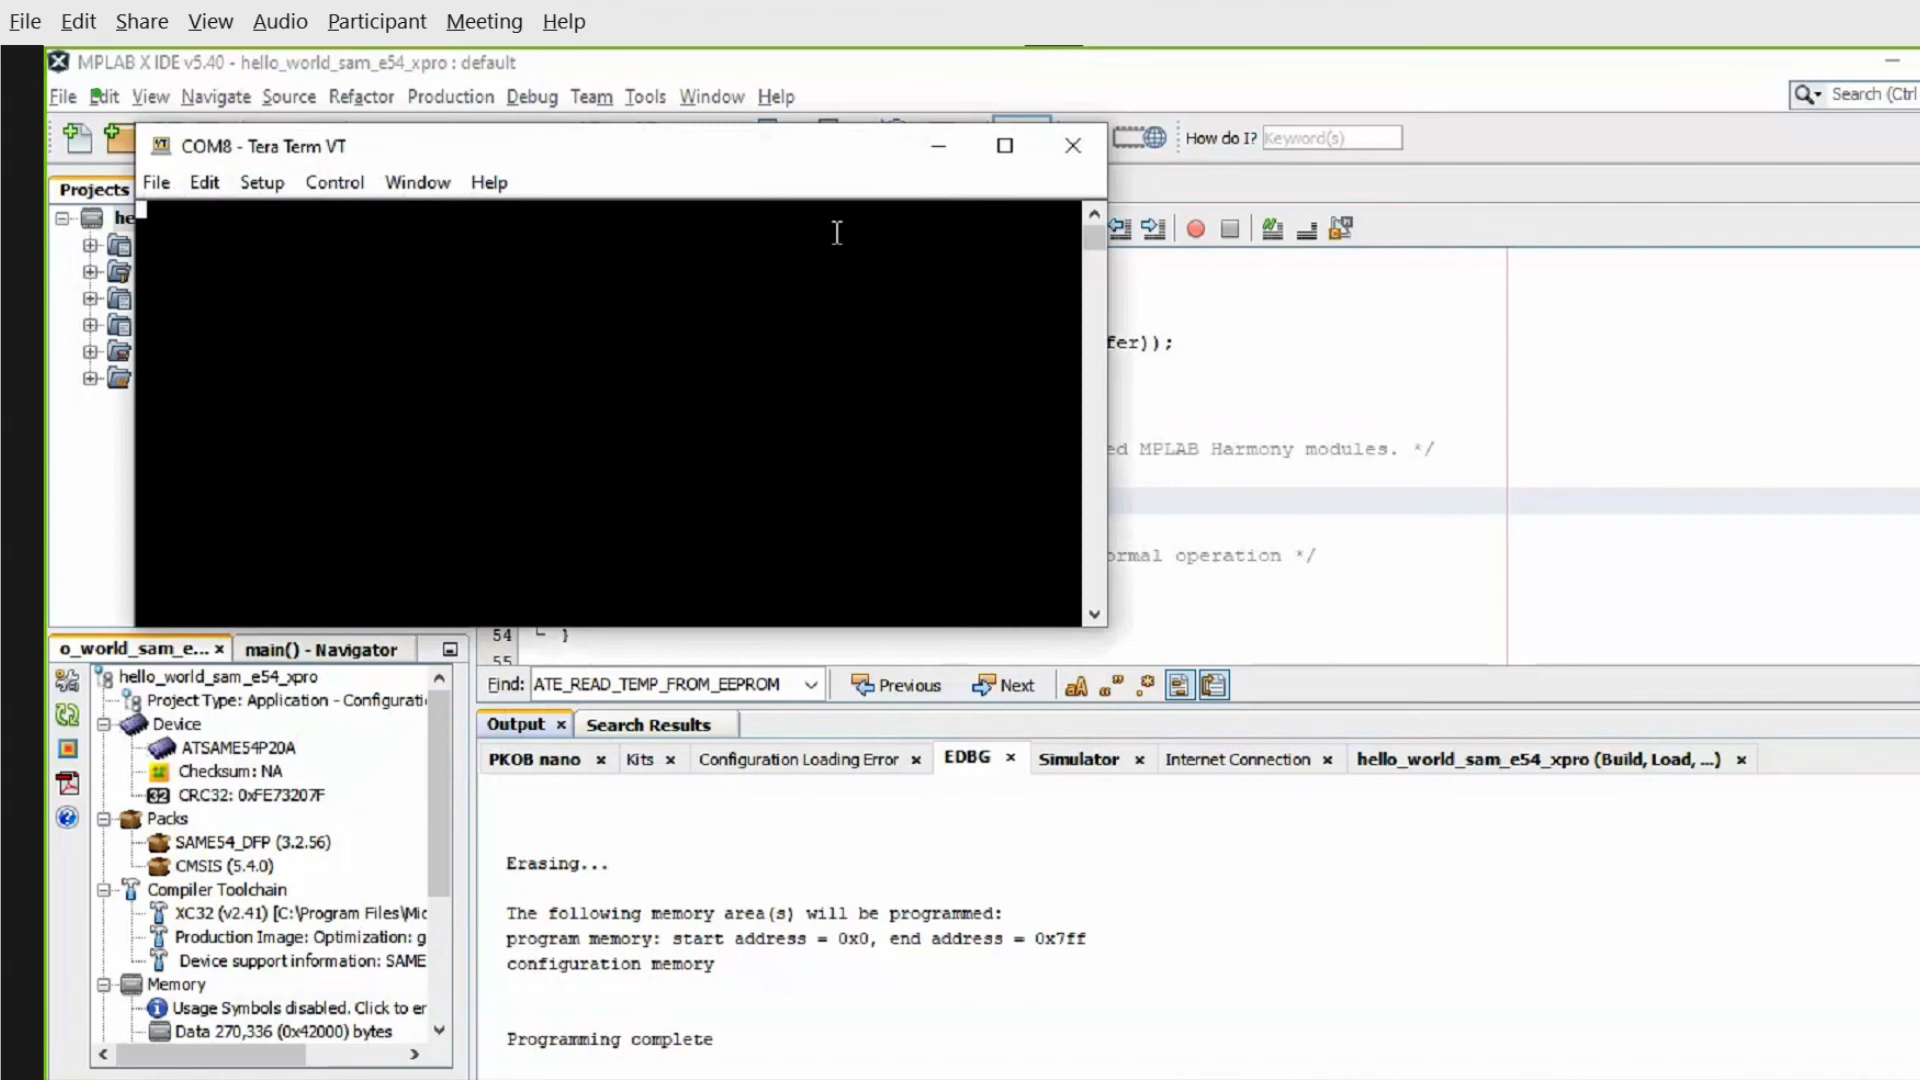 File Edit Share View Audio Participant Meeting Help
MPLAB X IDE v5.40 - hello_world_sam_e54_xpro : default
File Edit View Navigate Source Refactor Production Debug Team Tools Window Help
Search (Ctrl
How do I? Keyword(s)
COM8 - Tera Term VT
File Edit Setup Control Window Help
Projects
he
fer));
ed MPLAB Harmony modules. */
ormal operation */
54 }
55
o_world_sam_e... × main() - Navigator
hello_world_sam_e54_xpro
Project Type: Application - Configurati
Device
ATSAME54P20A
Checksum: NA
CRC32: 0xFE73207F
Packs
SAME54_DFP (3.2.56)
CMSIS (5.4.0)
Compiler Toolchain
XC32 (v2.41) [C:\Program Files\Mic
Production Image: Optimization: g
Device support information: SAME
Memory
Usage Symbols disabled. Click to er
Data 270,336 (0x42000) bytes
Find: ATE_READ_TEMP_FROM_EEPROM Previous Next
Output × Search Results
PKOB nano × Kits × Configuration Loading Error × EDBG × Simulator × Internet Connection × hello_world_sam_e54_xpro (Build, Load, ...) ×
Erasing...
The following memory area(s) will be programmed:
program memory: start address = 0x0, end address = 0x7ff
configuration memory
Programming complete